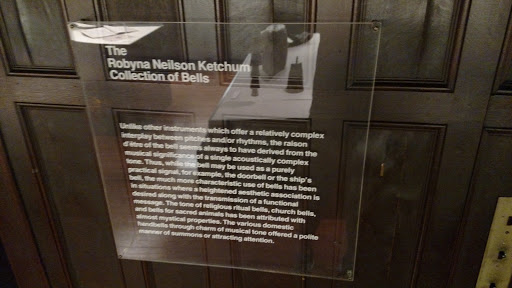 The
Robyna Neilson Ketchum
Collection of Bells
Unlike other instruments which offer a relatively complex
interplay between pitches and/or rhythms, the raison
d'être of the bell seems always to have derived from the
musical significance of a single acoustically complex
tone. Thus, while the bell may be used as a purely
practical signal, for example, the doorbell or the ship's
bell, the much more characteristic use of bells has been
in situations where a heightened aesthetic association is
desired along with the transmission of a functional
message. The tone of religious ritual bells, church bells,
and bells for sacred animals has been attributed with
almost mystical properties. The various domestic
handbells through charm of musical tone offered a polite
manner of summons or attracting attention.